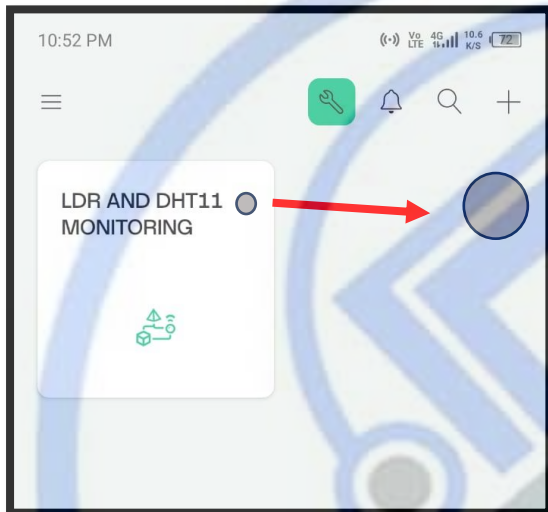 10:52 PM
Vo LTE 4G 10.6 K/S 72
LDR AND DHT11
MONITORING